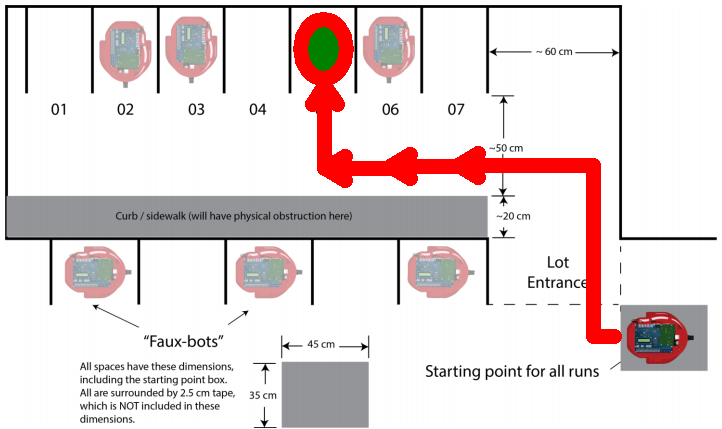 ~ 60 cm
01
02
03
04
06
07
~50 cm
Curb / sidewalk (will have physical obstruction here)
~20 cm
Lot
Entrance
"Faux-bots"
45 cm
All spaces have these dimensions,
including the starting point box.
All are surrounded by 2.5 cm tape,
which is NOT included in these
dimensions.
35 cm
Starting point for all runs